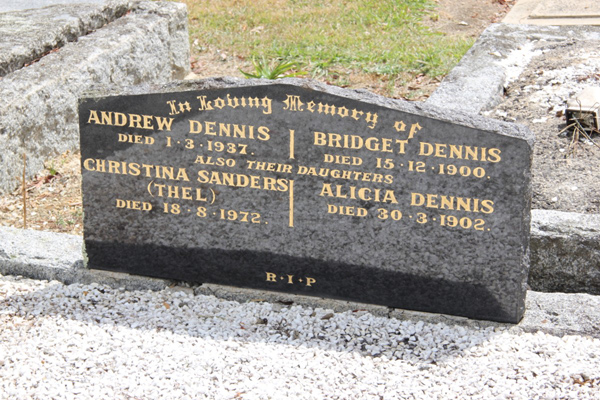 In Loving Memory of
ANDREW DENNIS
DIED 1·3·1937.
BRIDGET DENNIS
DIED 15·12·1900.
ALSO THEIR DAUGHTERS
CHRISTINA SANDERS
(THEL)
DIED 18·8·1972.
ALICIA DENNIS
DIED 30·3·1902.
R·I·P